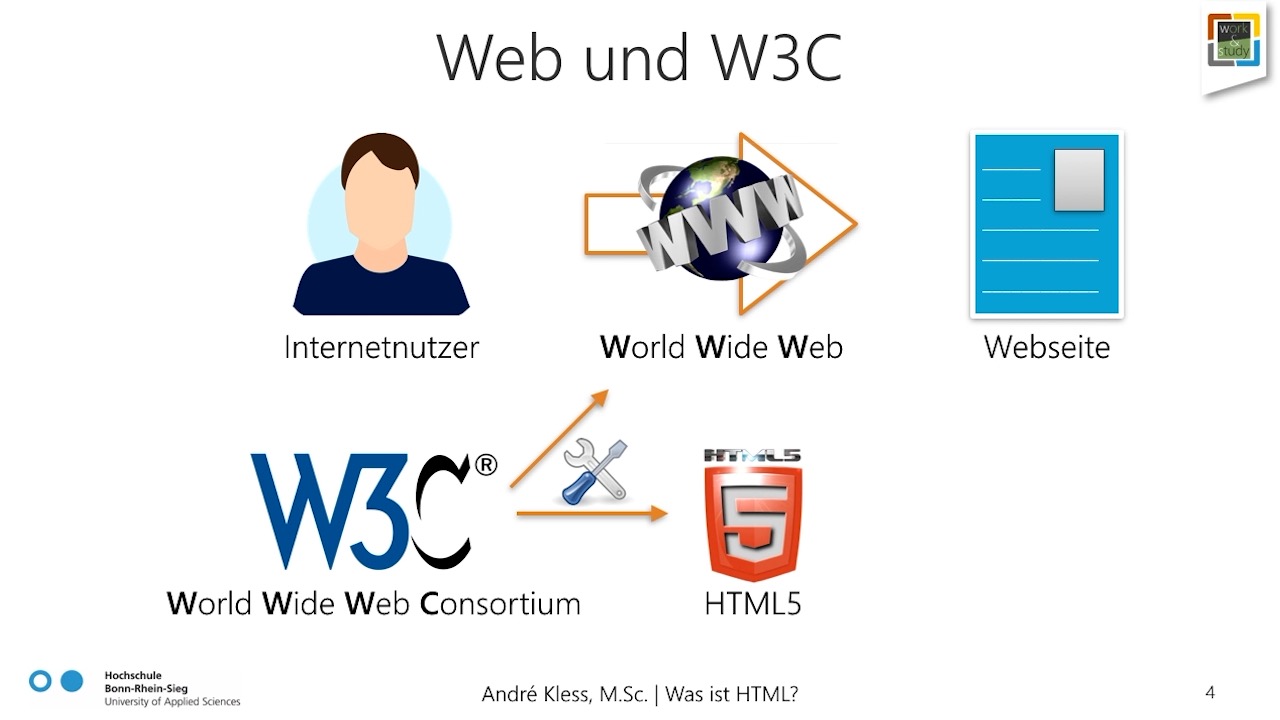 Web und W3C
work
&
study
WWW
Internetnutzer
World Wide Web
Webseite
W3C®
HTML5
5
World Wide Web Consortium
HTML5
Hochschule
Bonn-Rhein-Sieg
University of Applied Sciences
André Kless, M.Sc. | Was ist HTML?
4